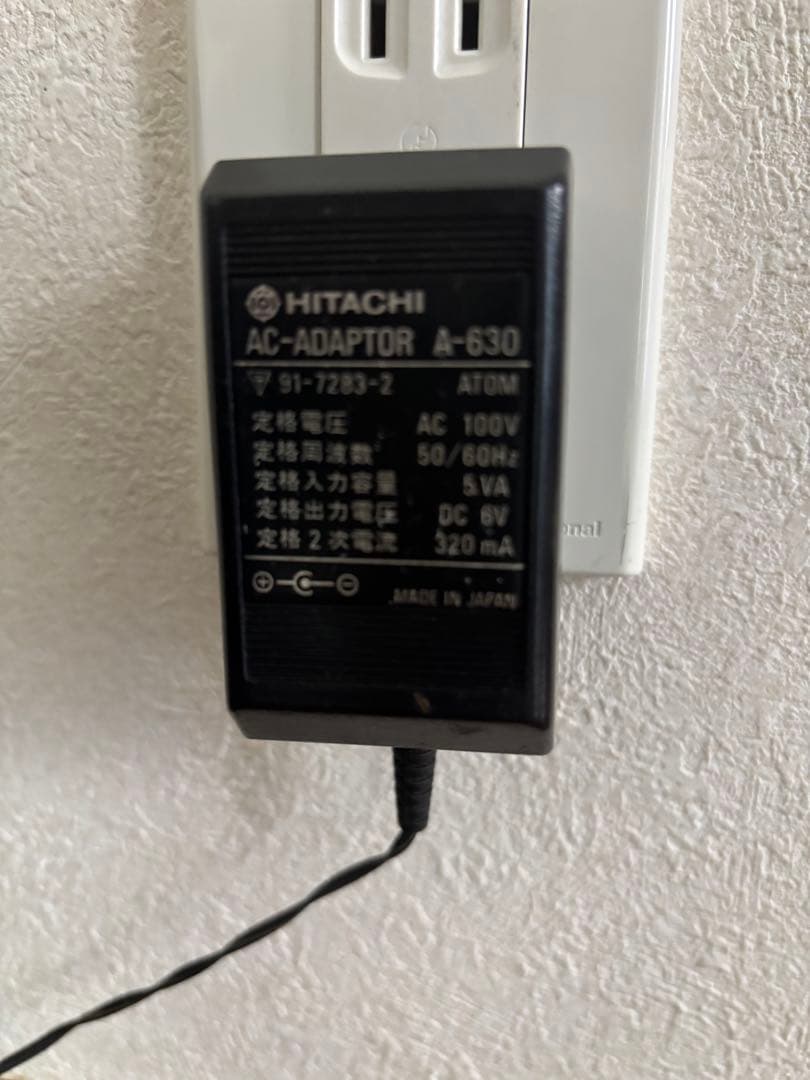 HITACHI
AC-ADAPTOR A-630
91-7283-2 ATOM
定格電圧 AC 100V
定格周波数 50/60Hz
定格入力容量 5VA
定格出力電圧 DC 6V
定格2次電流 320mA
MADE IN JAPAN